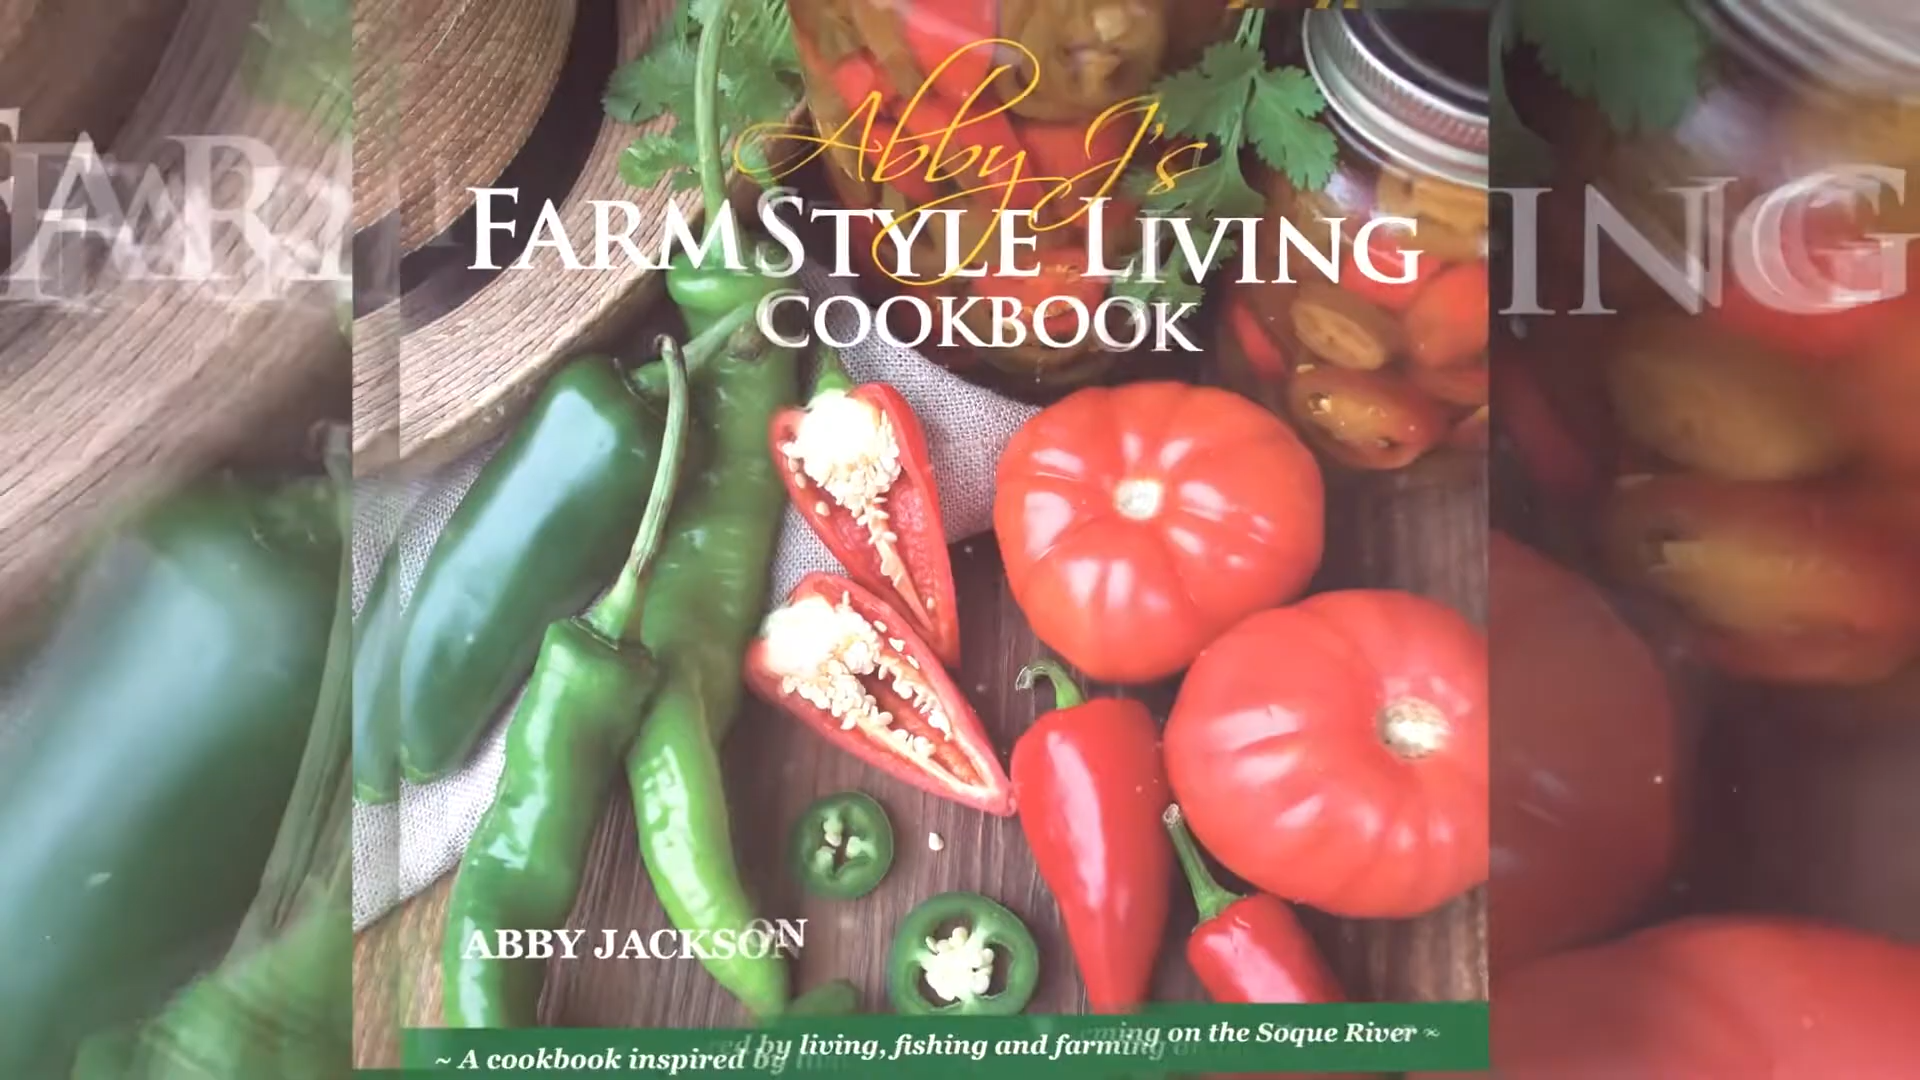 Abby J's
FARMSTYLE LIVING
COOKBOOK
ABBY JACKSON
~ A cookbook inspired by living, fishing and farming on the Soque River ~